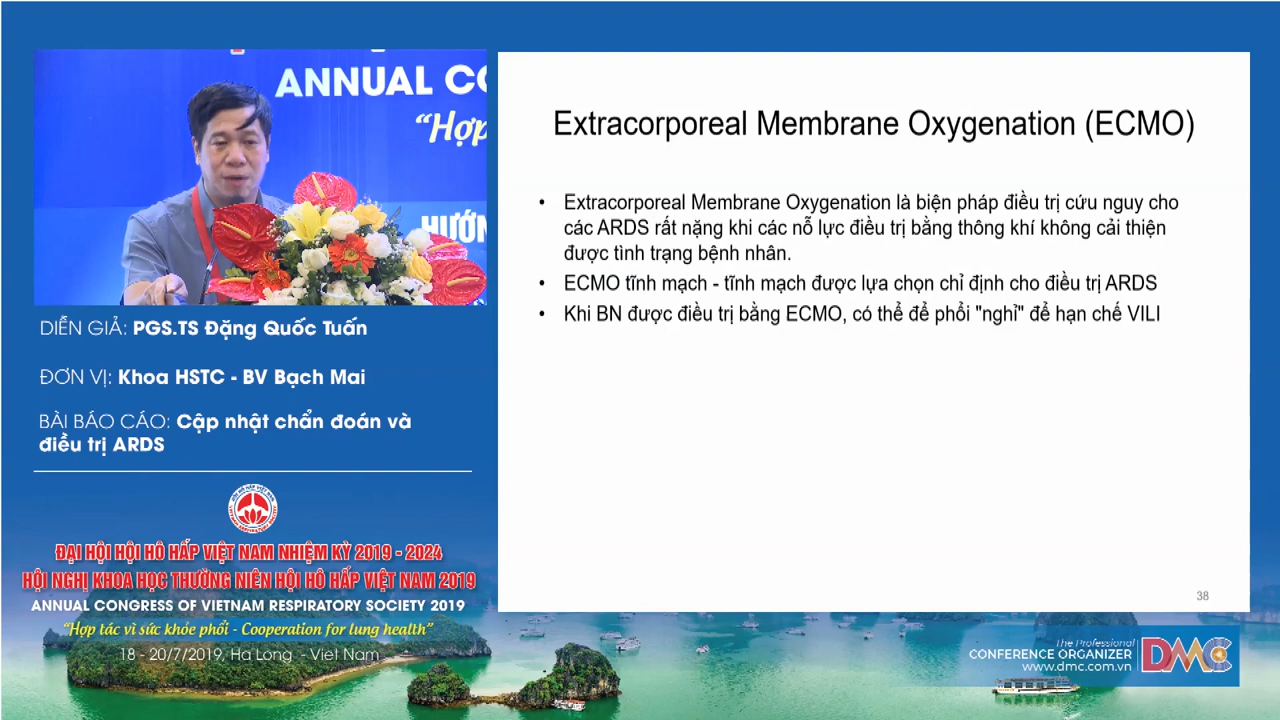 ANNUAL
“Hợp
HƯỚN
DIỄN GIẢ: PGS.TS Đặng Quốc Tuấn
ĐƠN VỊ: Khoa HSTC - BV Bạch Mai
BÀI BÁO CÁO: Cập nhật chẩn đoán và
điều trị ARDS
ĐẠI HỘI HỘI HÔ HẤP VIỆT NAM NHIỆM KỲ 2019 - 2024
HỘI NGHỊ KHOA HỌC THƯỜNG NIÊN HỘI HÔ HẤP VIỆT NAM 2019
ANNUAL CONGRESS OF VIETNAM RESPIRATORY SOCIETY 2019
“Hợp tác vì sức khỏe phổi - Cooperation for lung health”
18 - 20/7/2019, Ha Long - Viet Nam
Extracorporeal Membrane Oxygenation (ECMO)
• Extracorporeal Membrane Oxygenation là biện pháp điều trị cứu nguy cho
các ARDS rất nặng khi các nỗ lực điều trị bằng thông khí không cải thiện
được tình trạng bệnh nhân.
• ECMO tĩnh mạch - tĩnh mạch được lựa chọn chỉ định cho điều trị ARDS
• Khi BN được điều trị bằng ECMO, có thể để phổi "nghỉ" để hạn chế VILI
38
The Professional
CONFERENCE ORGANIZER
www.dmc.com.vn
DMC